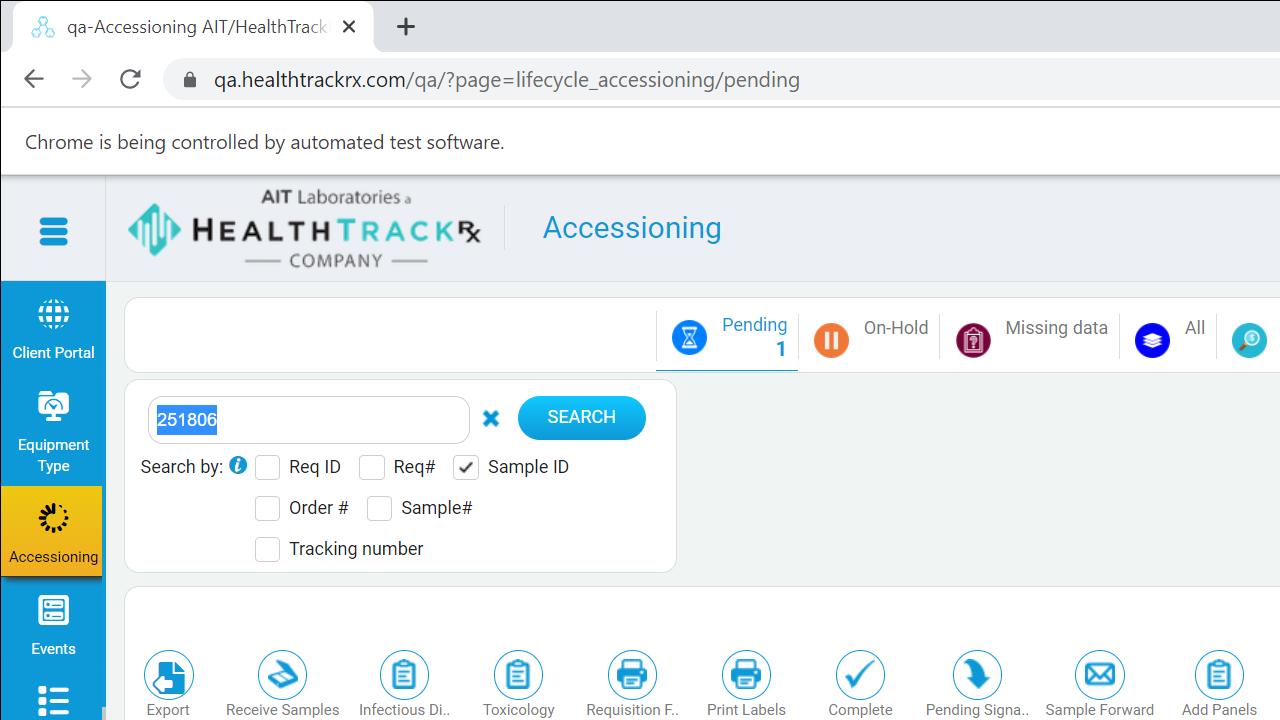 qa-Accessioning AIT/HealthTrack
qa.healthtrackrx.com/qa/?page=lifecycle_accessioning/pending
Chrome is being controlled by automated test software.
AIT Laboratories a
HEALTHTRACKRx
COMPANY
Accessioning
Client Portal
Equipment
Type
Accessioning
Events
Pending
1
On-Hold
Missing data
All
251806
SEARCH
Search by: i Req ID Req# Sample ID
Order # Sample#
Tracking number
Export Receive Samples Infectious Di.. Toxicology Requisition F.. Print Labels Complete Pending Signa.. Sample Forward Add Panels